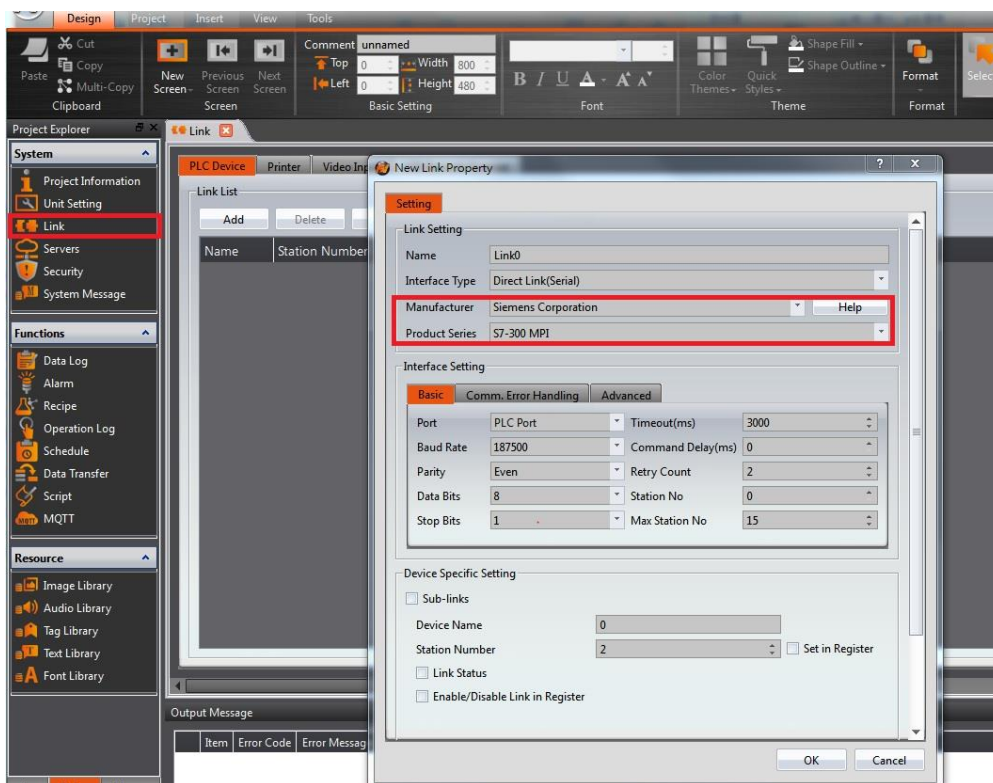 Design Project Insert View Tools
Paste
Cut
Copy
Multi-Copy
Clipboard
New Screen
Previous Screen
Next Screen
Screen
Comment unnamed
Top 0 Width 800
Left 0 Height 480
Basic Setting
B I U A A A
Font
Color Themes
Quick Styles
Shape Fill
Shape Outline
Theme
Format
Format
Selec
Project Explorer
Link
System
Project Information
Unit Setting
Link
Servers
Security
System Message
Functions
Data Log
Alarm
Recipe
Operation Log
Schedule
Data Transfer
Script
MQTT
Resource
Image Library
Audio Library
Tag Library
Text Library
Font Library
PLC Device Printer Video Inp
Link List
Add Delete
Name Station Number
New Link Property
Setting
Link Setting
Name Link0
Interface Type Direct Link(Serial)
Manufacturer Siemens Corporation Help
Product Series S7-300 MPI
Interface Setting
Basic Comm. Error Handling Advanced
Port PLC Port Timeout(ms) 3000
Baud Rate 187500 Command Delay(ms) 0
Parity Even Retry Count 2
Data Bits 8 Station No 0
Stop Bits 1 Max Station No 15
Device Specific Setting
Sub-links
Device Name 0
Station Number 2 Set in Register
Link Status
Enable/Disable Link in Register
OK Cancel
Output Message
Item Error Code Error Messag